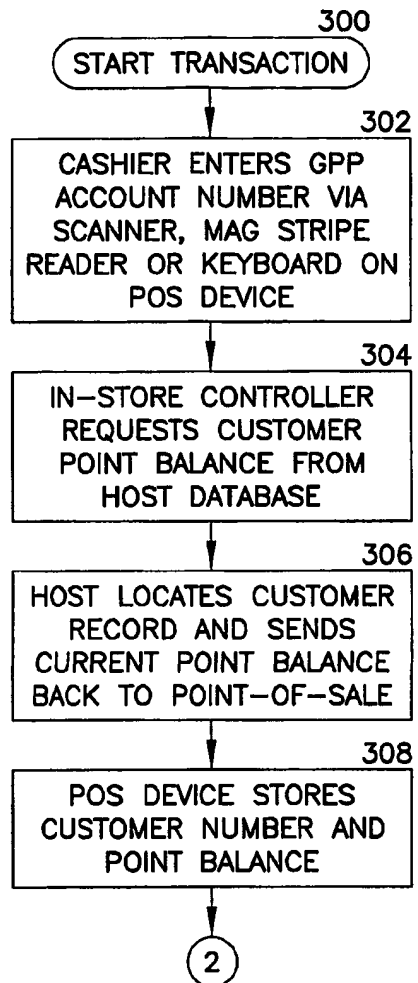 300
START TRANSACTION
302
CASHIER ENTERS GPP
ACCOUNT NUMBER VIA
SCANNER, MAG STRIPE
READER OR KEYBOARD ON
POS DEVICE
304
IN-STORE CONTROLLER
REQUESTS CUSTOMER
POINT BALANCE FROM
HOST DATABASE
306
HOST LOCATES CUSTOMER
RECORD AND SENDS
CURRENT POINT BALANCE
BACK TO POINT-OF-SALE
308
POS DEVICE STORES
CUSTOMER NUMBER AND
POINT BALANCE
2